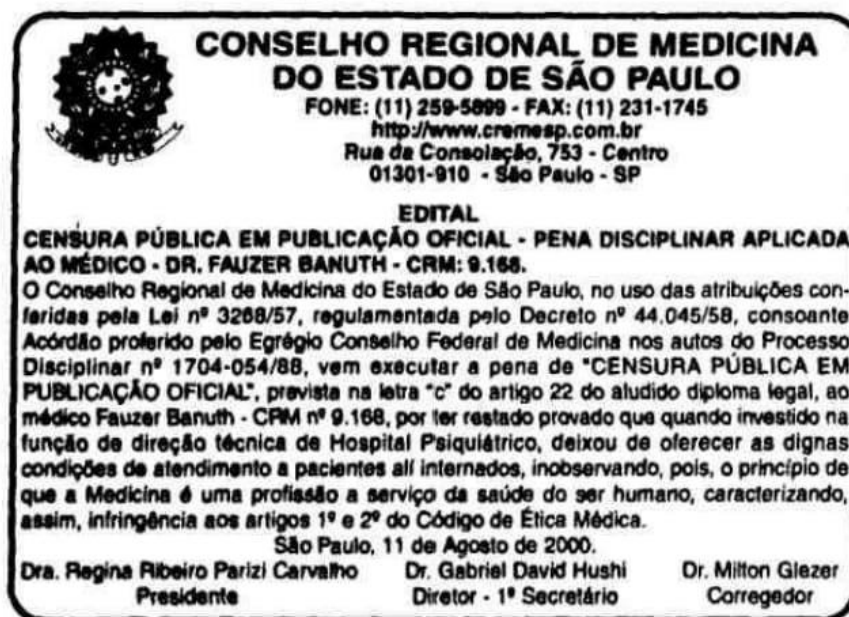 CONSELHO REGIONAL DE MEDICINA
DO ESTADO DE SÃO PAULO
FONE: (11) 259-5899 - FAX: (11) 231-1745
http://www.cremesp.com.br
Rua da Consolação, 753 - Centro
01301-910 - São Paulo - SP
EDITAL
CENSURA PÚBLICA EM PUBLICAÇÃO OFICIAL - PENA DISCIPLINAR APLICADA
AO MÉDICO - DR. FAUZER BANUTH - CRM: 9.168.
O Conselho Regional de Medicina do Estado de São Paulo, no uso das atribuições con-
feridas pela Lei nº 3268/57, regulamentada pelo Decreto nº 44.045/58, consoante
Acórdão proferido pelo Egrégio Conselho Federal de Medicina nos autos do Processo
Disciplinar nº 1704-054/88, vem executar a pena de "CENSURA PÚBLICA EM
PUBLICAÇÃO OFICIAL", prevista na letra "c" do artigo 22 do aludido diploma legal, ao
médico Fauzer Banuth - CRM nº 9.168, por ter restado provado que quando investido na
função de direção técnica de Hospital Psiquiátrico, deixou de oferecer as dignas
condições de atendimento a pacientes alí internados, inobservando, pois, o princípio de
que a Medicina é uma profissão a serviço da saúde do ser humano, caracterizando,
assim, infringência aos artigos 1º e 2º do Código de Ética Médica.
São Paulo, 11 de Agosto de 2000.
Dra. Regina Ribeiro Parizi Carvalho Dr. Gabriel David Hushi Dr. Milton Glezer
Presidente Diretor - 1º Secretário Corregedor